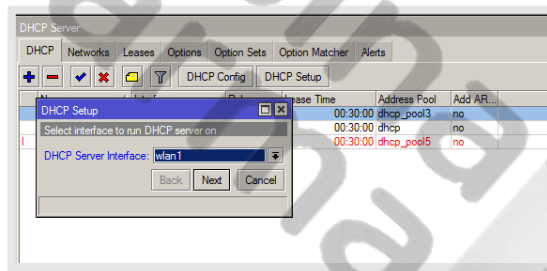 DHCP Server
DHCP Networks Leases Options Option Sets Option Matcher Alerts
DHCP Config DHCP Setup
Lease Time Address Pool Add AR...
00:30:00 dhcp_pool3 no
00:30:00 dhcp no
I 00:30:00 dhcp_pool5 no
DHCP Setup
Select interface to run DHCP server on
DHCP Server Interface: wlan1
Back Next Cancel